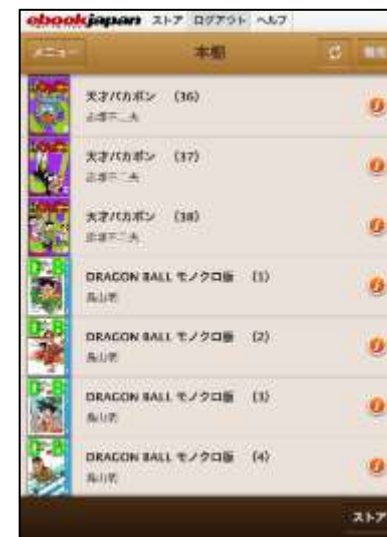 ebookjapan ストア ログアウト ヘルプ
メニュー 本棚
天才バカボン (36)
赤塚不二夫
天才バカボン (37)
赤塚不二夫
天才バカボン (38)
赤塚不二夫
DRAGON BALL モノクロ版 (1)
鳥山明
DRAGON BALL モノクロ版 (2)
鳥山明
DRAGON BALL モノクロ版 (3)
鳥山明
DRAGON BALL モノクロ版 (4)
鳥山明
ストア